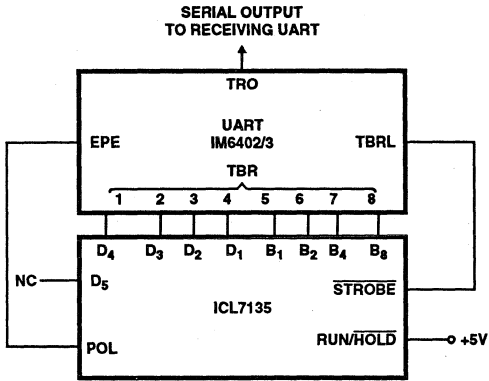 SERIAL OUTPUT
TO RECEIVING UART
TRO
UART
IM6402/3
EPE
TBRL
TBR
1 2 3 4 5 6 7 8
D4 D3 D2 D1 B1 B2 B4 B8
NC
D5
STROBE
ICL7135
RUN/HOLD
+5V
POL